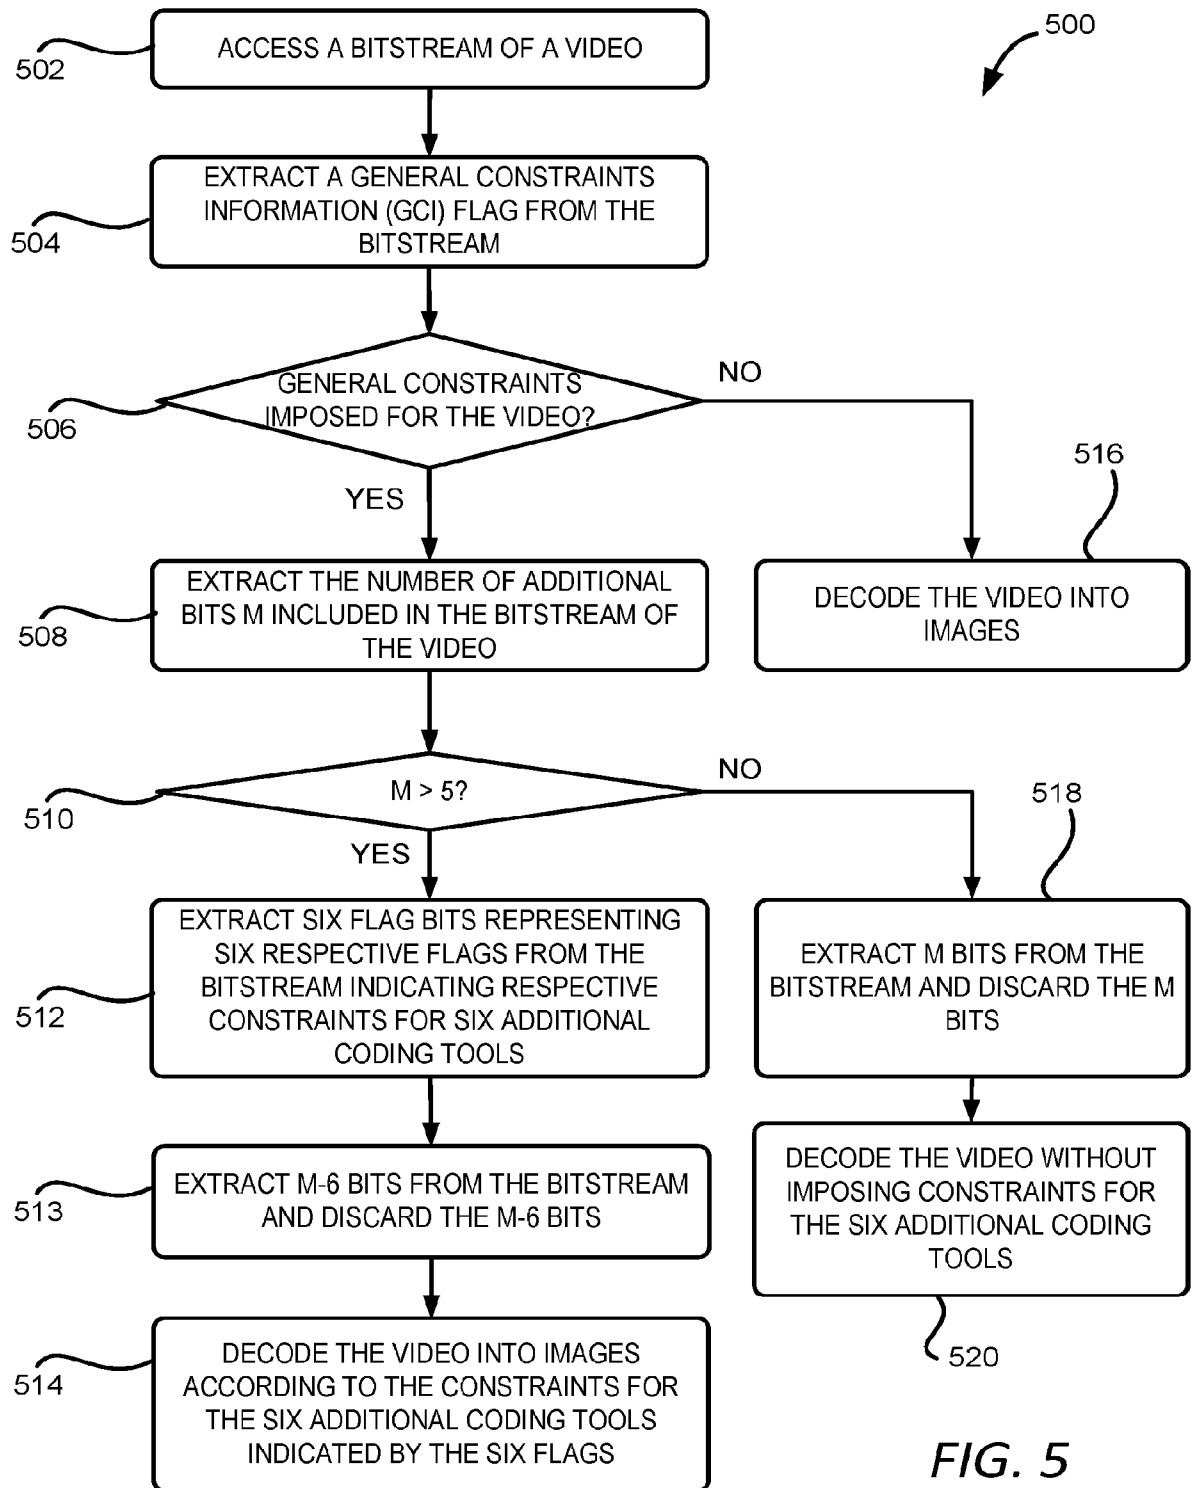 500
502
ACCESS A BITSTREAM OF A VIDEO
504
EXTRACT A GENERAL CONSTRAINTS
INFORMATION (GCI) FLAG FROM THE
BITSTREAM
506
GENERAL CONSTRAINTS
IMPOSED FOR THE VIDEO?
NO
YES
516
DECODE THE VIDEO INTO
IMAGES
508
EXTRACT THE NUMBER OF ADDITIONAL
BITS M INCLUDED IN THE BITSTREAM OF
THE VIDEO
510
M > 5?
NO
YES
518
EXTRACT M BITS FROM THE
BITSTREAM AND DISCARD THE M
BITS
512
EXTRACT SIX FLAG BITS REPRESENTING
SIX RESPECTIVE FLAGS FROM THE
BITSTREAM INDICATING RESPECTIVE
CONSTRAINTS FOR SIX ADDITIONAL
CODING TOOLS
513
EXTRACT M-6 BITS FROM THE BITSTREAM
AND DISCARD THE M-6 BITS
DECODE THE VIDEO WITHOUT
IMPOSING CONSTRAINTS FOR
THE SIX ADDITIONAL CODING
TOOLS
520
514
DECODE THE VIDEO INTO IMAGES
ACCORDING TO THE CONSTRAINTS FOR
THE SIX ADDITIONAL CODING TOOLS
INDICATED BY THE SIX FLAGS
FIG. 5